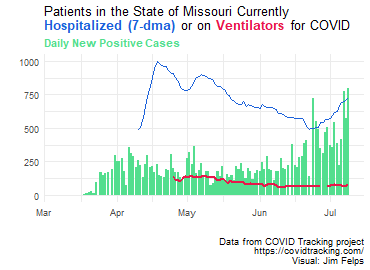 Patients in the State of Missouri Currently
Hospitalized (7-dma) or on Ventilators for COVID
Daily New Positive Cases
1000
750
500
250
0
Mar Apr May Jun Jul
Data from COVID Tracking project
https://covidtracking.com/
Visual: Jim Felps